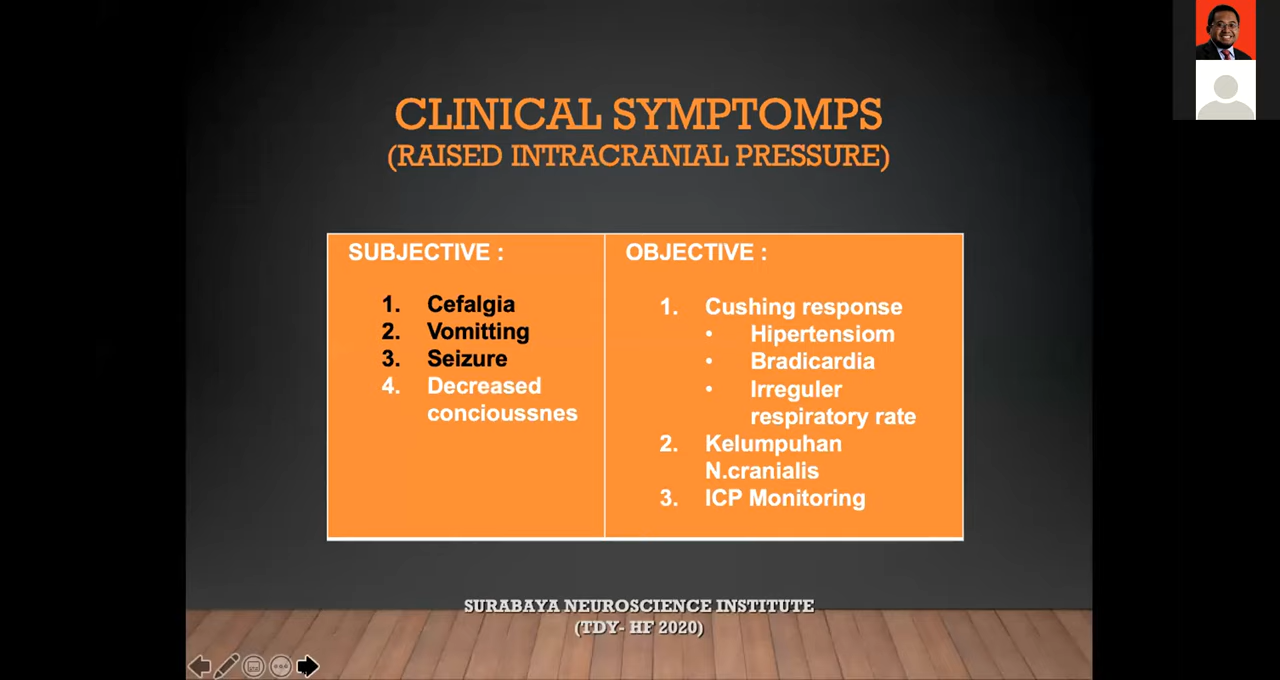 CLINICAL SYMPTOMPS
(RAISED INTRACRANIAL PRESSURE)
SUBJECTIVE :
1. Cefalgia
2. Vomitting
3. Seizure
4. Decreased
concioussnes
OBJECTIVE :
1. Cushing response
• Hipertensiom
• Bradicardia
• Irreguler
respiratory rate
2. Kelumpuhan
N.cranialis
3. ICP Monitoring
SURABAYA NEUROSCIENCE INSTITUTE
(TDY- HF 2020)